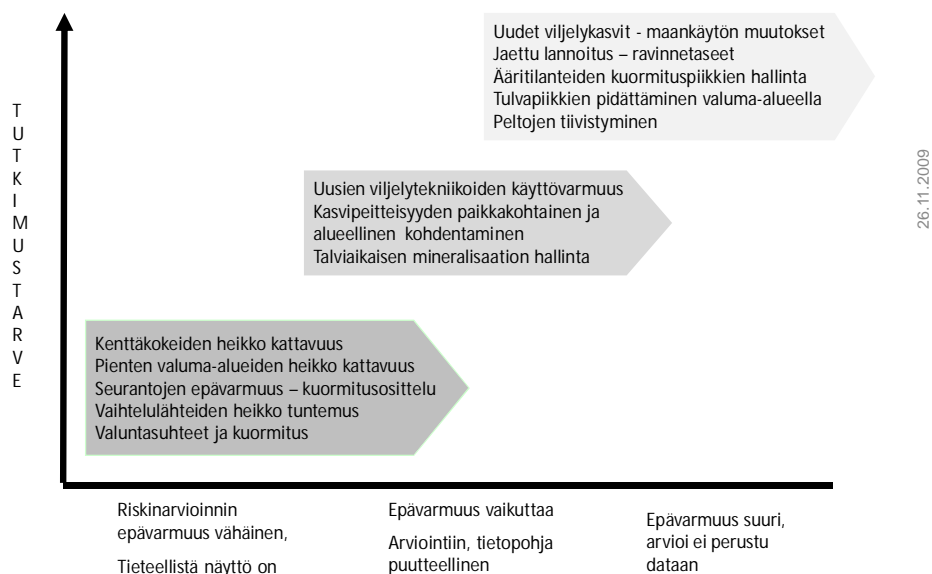 TUTKIMUSTARVE
Uudet viljelykasvit - maankäytön muutokset
Jaettu lannoitus – ravinnetaseet
Ääritilanteiden kuormituspiikkien hallinta
Tulvapiikkien pidättäminen valuma-alueella
Peltojen tiivistyminen
26.11.2009
Uusien viljelytekniikoiden käyttövarmuus
Kasvipeitteisyyden paikkakohtainen ja
alueellinen kohdentaminen
Talviaikaisen mineralisaation hallinta
Kenttäkokeiden heikko kattavuus
Pienten valuma-alueiden heikko kattavuus
Seurantojen epävarmuus – kuormitusosittelu
Vaihtelulähteiden heikko tuntemus
Valuntasuhteet ja kuormitus
Riskinarvioinnin
epävarmuus vähäinen,
Tieteellistä näyttö on
Epävarmuus vaikuttaa
Arviointiin, tietopohja
puutteellinen
Epävarmuus suuri,
arvioi ei perustu
dataan